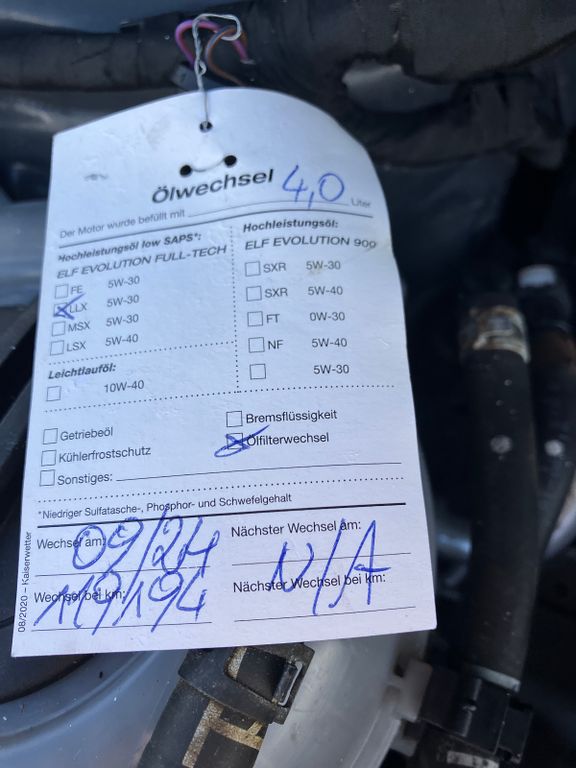 Ölwechsel
Der Motor wurde befüllt mit 4,0 Liter
Hochleistungsöl low SAPS*:
ELF EVOLUTION FULL-TECH
FE 5W-30
LLX 5W-30
MSX 5W-30
LSX 5W-40
Leichtlauföl:
10W-40
Hochleistungsöl:
ELF EVOLUTION 900
SXR 5W-30
SXR 5W-40
FT 0W-30
NF 5W-40
5W-30
Getriebeöl
Kühlerfrostschutz
Sonstiges:
Bremsflüssigkeit
Ölfilterwechsel
*Niedriger Sulfatasche-, Phosphor- und Schwefelgehalt
Wechsel am: 09/24
Wechsel bei km: 119/194
Nächster Wechsel am:
N/A
Nächster Wechsel bei km:
08/2020 – Kaiserwetter